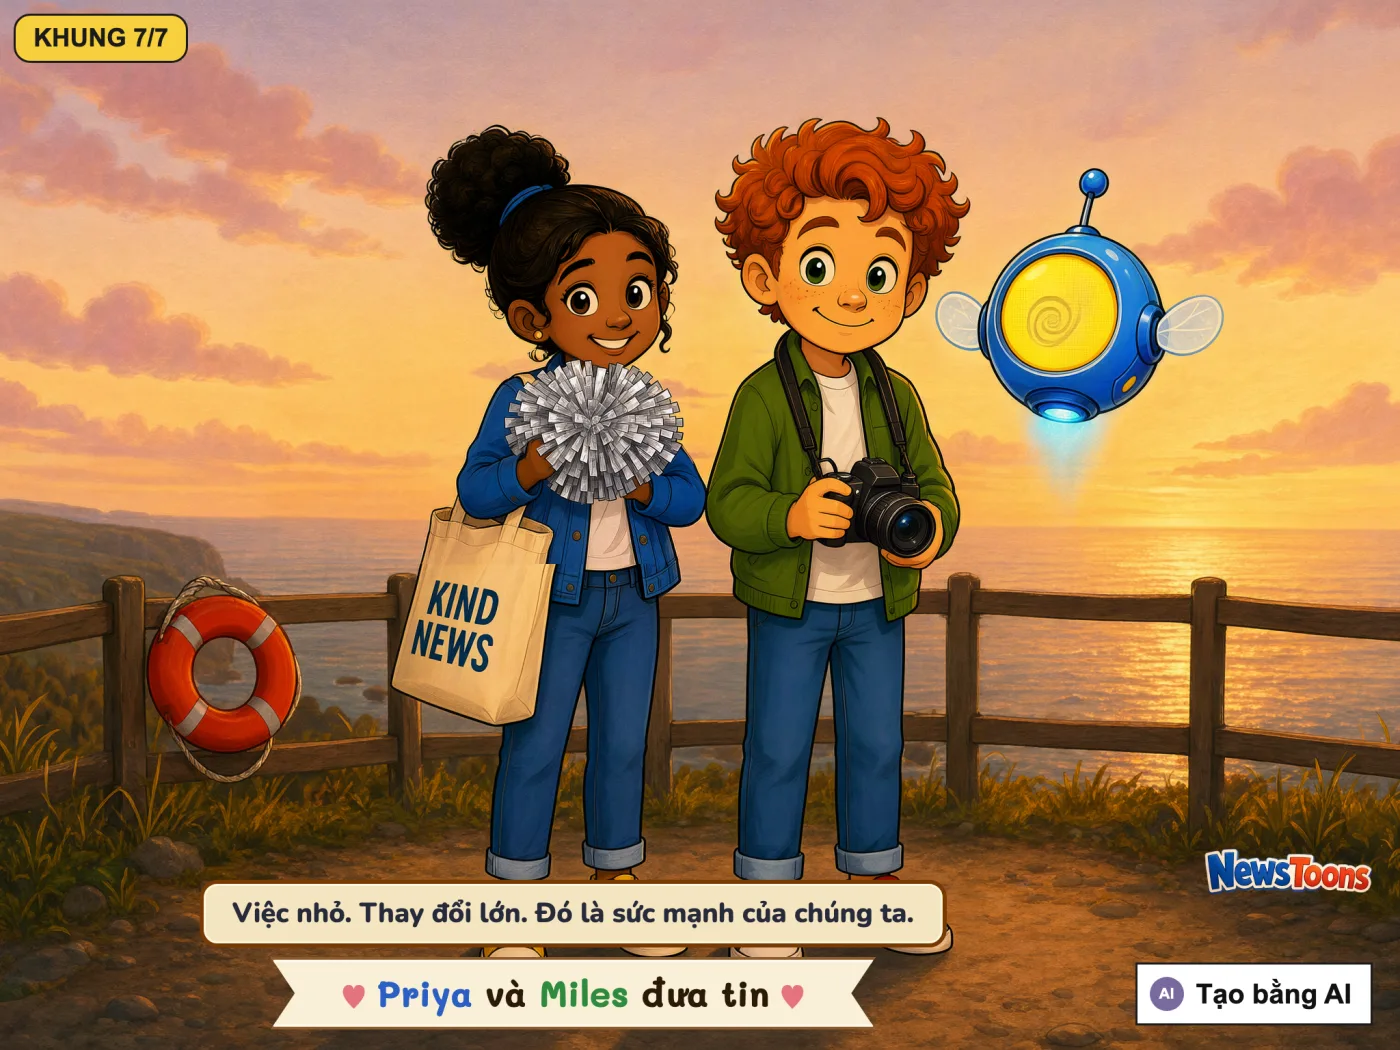 KHUNG 7/7
KIND
NEWS
NewsToons
Việc nhỏ. Thay đổi lớn. Đó là sức mạnh của chúng ta.
Priya và Miles đưa tin
AI Tạo bằng AI